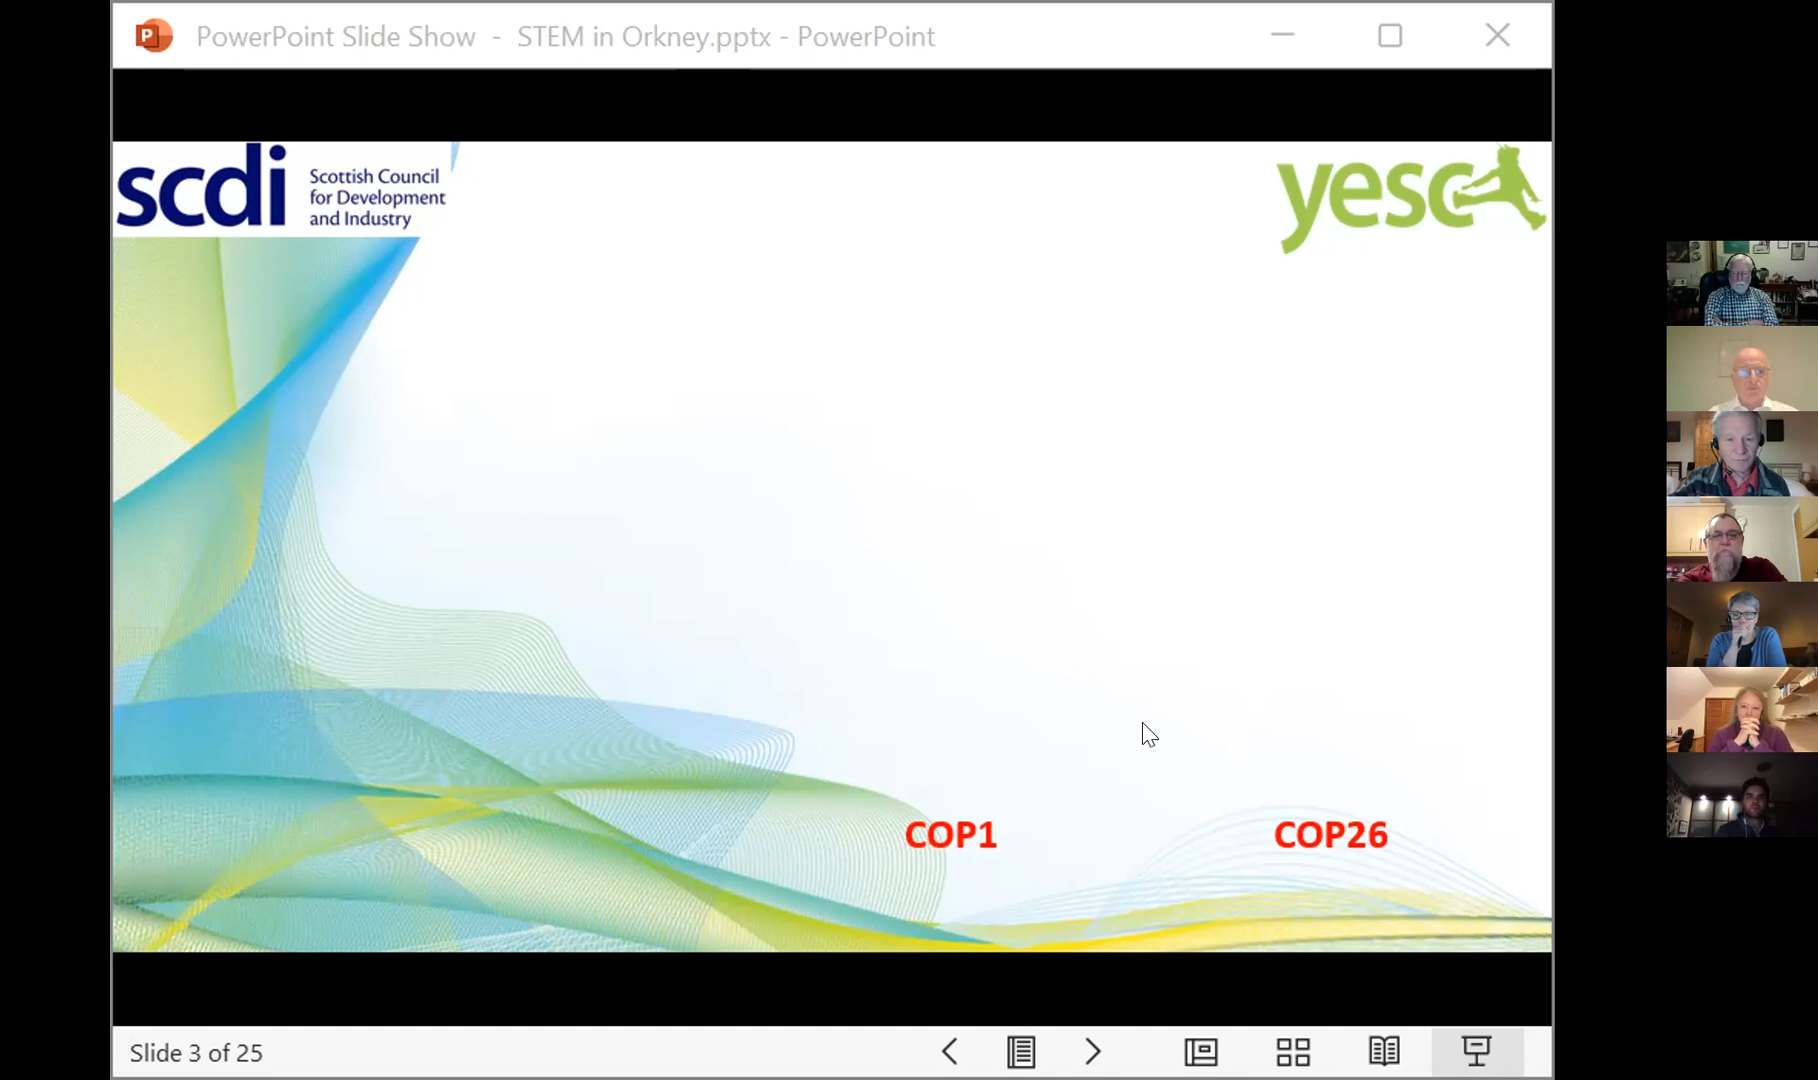 PowerPoint Slide Show - STEM in Orkney.pptx - PowerPoint
scdi
Scottish Council
for Development
and Industry
yesc
COP1
COP26
Slide 3 of 25